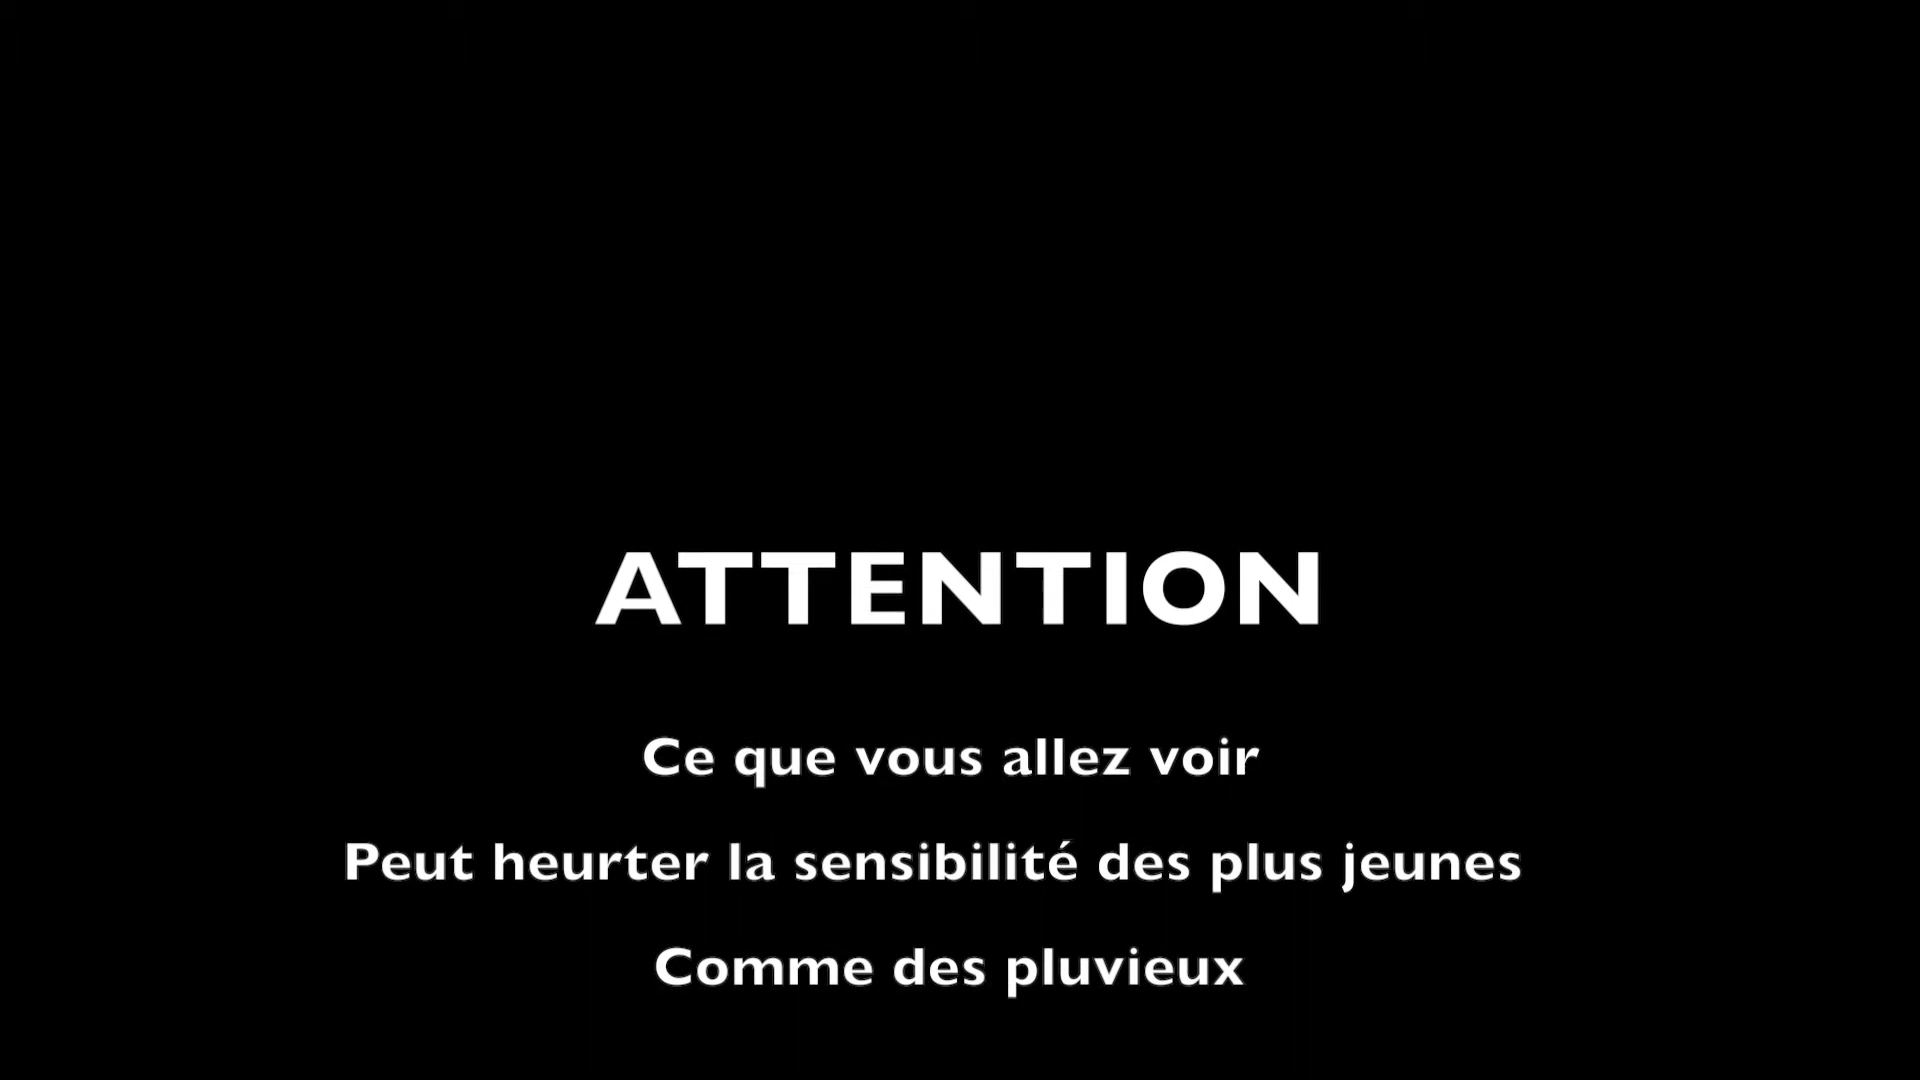 ATTENTION
Ce que vous allez voir
Peut heurter la sensibilité des plus jeunes
Comme des pluvieux